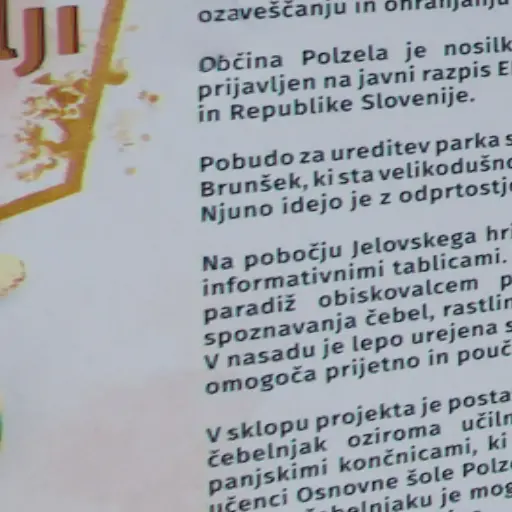 lji
ozaveščanju in ohranjanju
Občina Polzela je nosilk
prijavljen na javni razpis E
in Republike Slovenije.
Pobudo za ureditev parka s
Brunšek, ki sta velikodušno
Njuno idejo je z odprtostj
Na pobočju Jelovskega hri
informativnimi tablicami.
paradiž obiskovalcem p
spoznavanja čebel, rastlin
V nasadu je lepo urejena s
omogoča prijetno in pouč
V sklopu projekta je posta
čebelnjak oziroma učiln
panjskimi končnicami, ki
učenci Osnovne šole Polze
čebelnjaku je mog